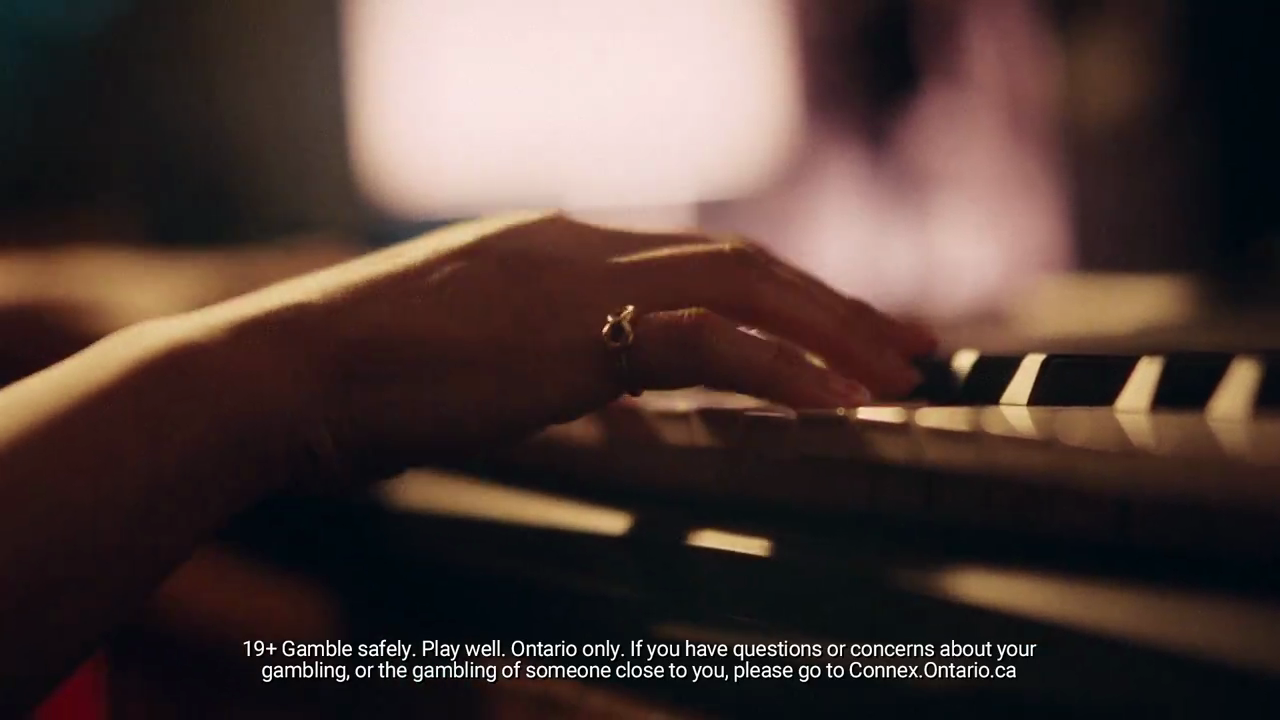 19+ Gamble safely. Play well. Ontario only. If you have questions or concerns about your
gambling, or the gambling of someone close to you, please go to Connex.Ontario.ca